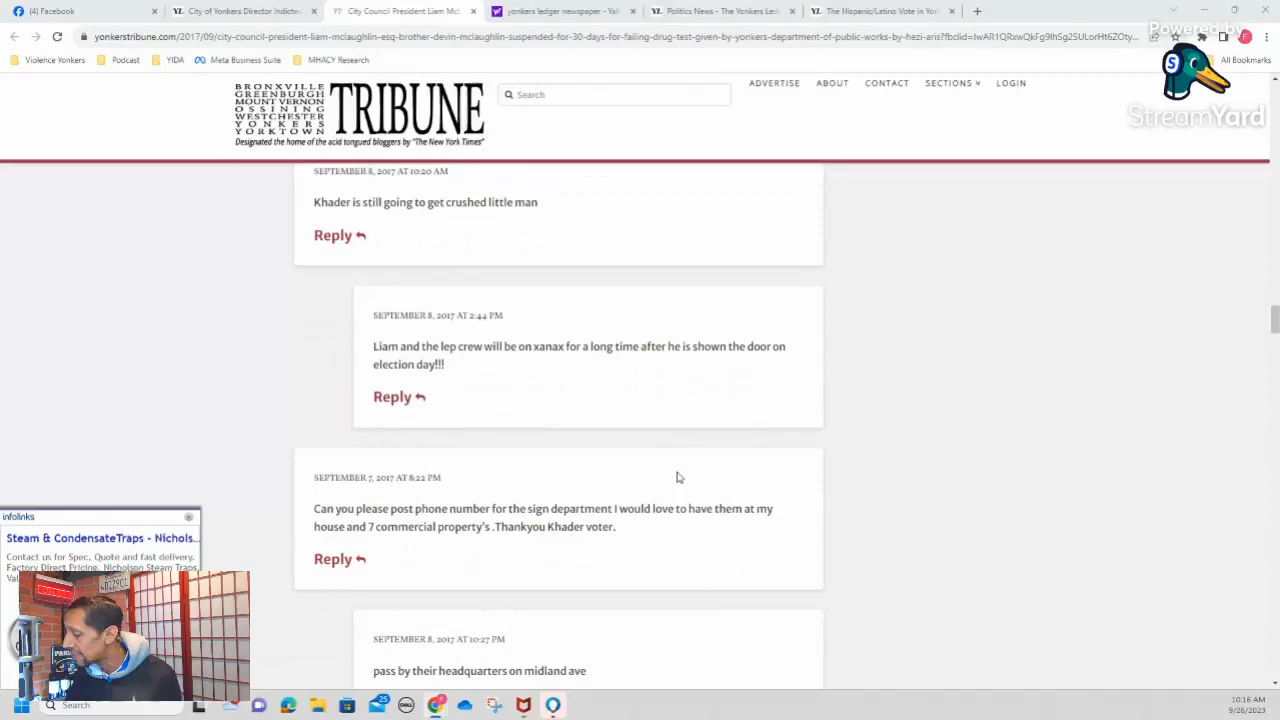 (4) Facebook
City of Yonkers Director Indicted
City Council President Liam McL
yonkers ledger newspaper - Yah
Politics News - The Yonkers Led
The Hispanic/Latino Vote in Yon
Powered by
StreamYard
Violence Yonkers
Podcast
YIDA
Meta Business Suite
MHACY Research
All Bookmarks
BRONXVILLE
GREENBURGH
MOUNT VERNON
OSSINING
WESTCHESTER
YONKERS
YORKTOWN
TRIBUNE
Designated the home of the acid tongued bloggers by "The New York Times"
Search
ADVERTISE
ABOUT
CONTACT
SECTIONS
LOGIN
SEPTEMBER 8, 2017 AT 10:20 AM
Khader is still going to get crushed little man
Reply
SEPTEMBER 8, 2017 AT 2:44 PM
Liam and the lep crew will be on xanax for a long time after he is shown the door on
election day!!!
Reply
SEPTEMBER 7, 2017 AT 8:22 PM
Can you please post phone number for the sign department I would love to have them at my
house and 7 commercial property's .Thankyou Khader voter.
Reply
SEPTEMBER 8, 2017 AT 10:27 PM
pass by their headquarters on midland ave
infolinks
Steam & CondensateTraps - Nichols...
Contact us for Spec, Quote and fast delivery.
Factory Direct Pricing. Nicholson Steam Traps
Search
25
DELL
10:16 AM
9/26/2023